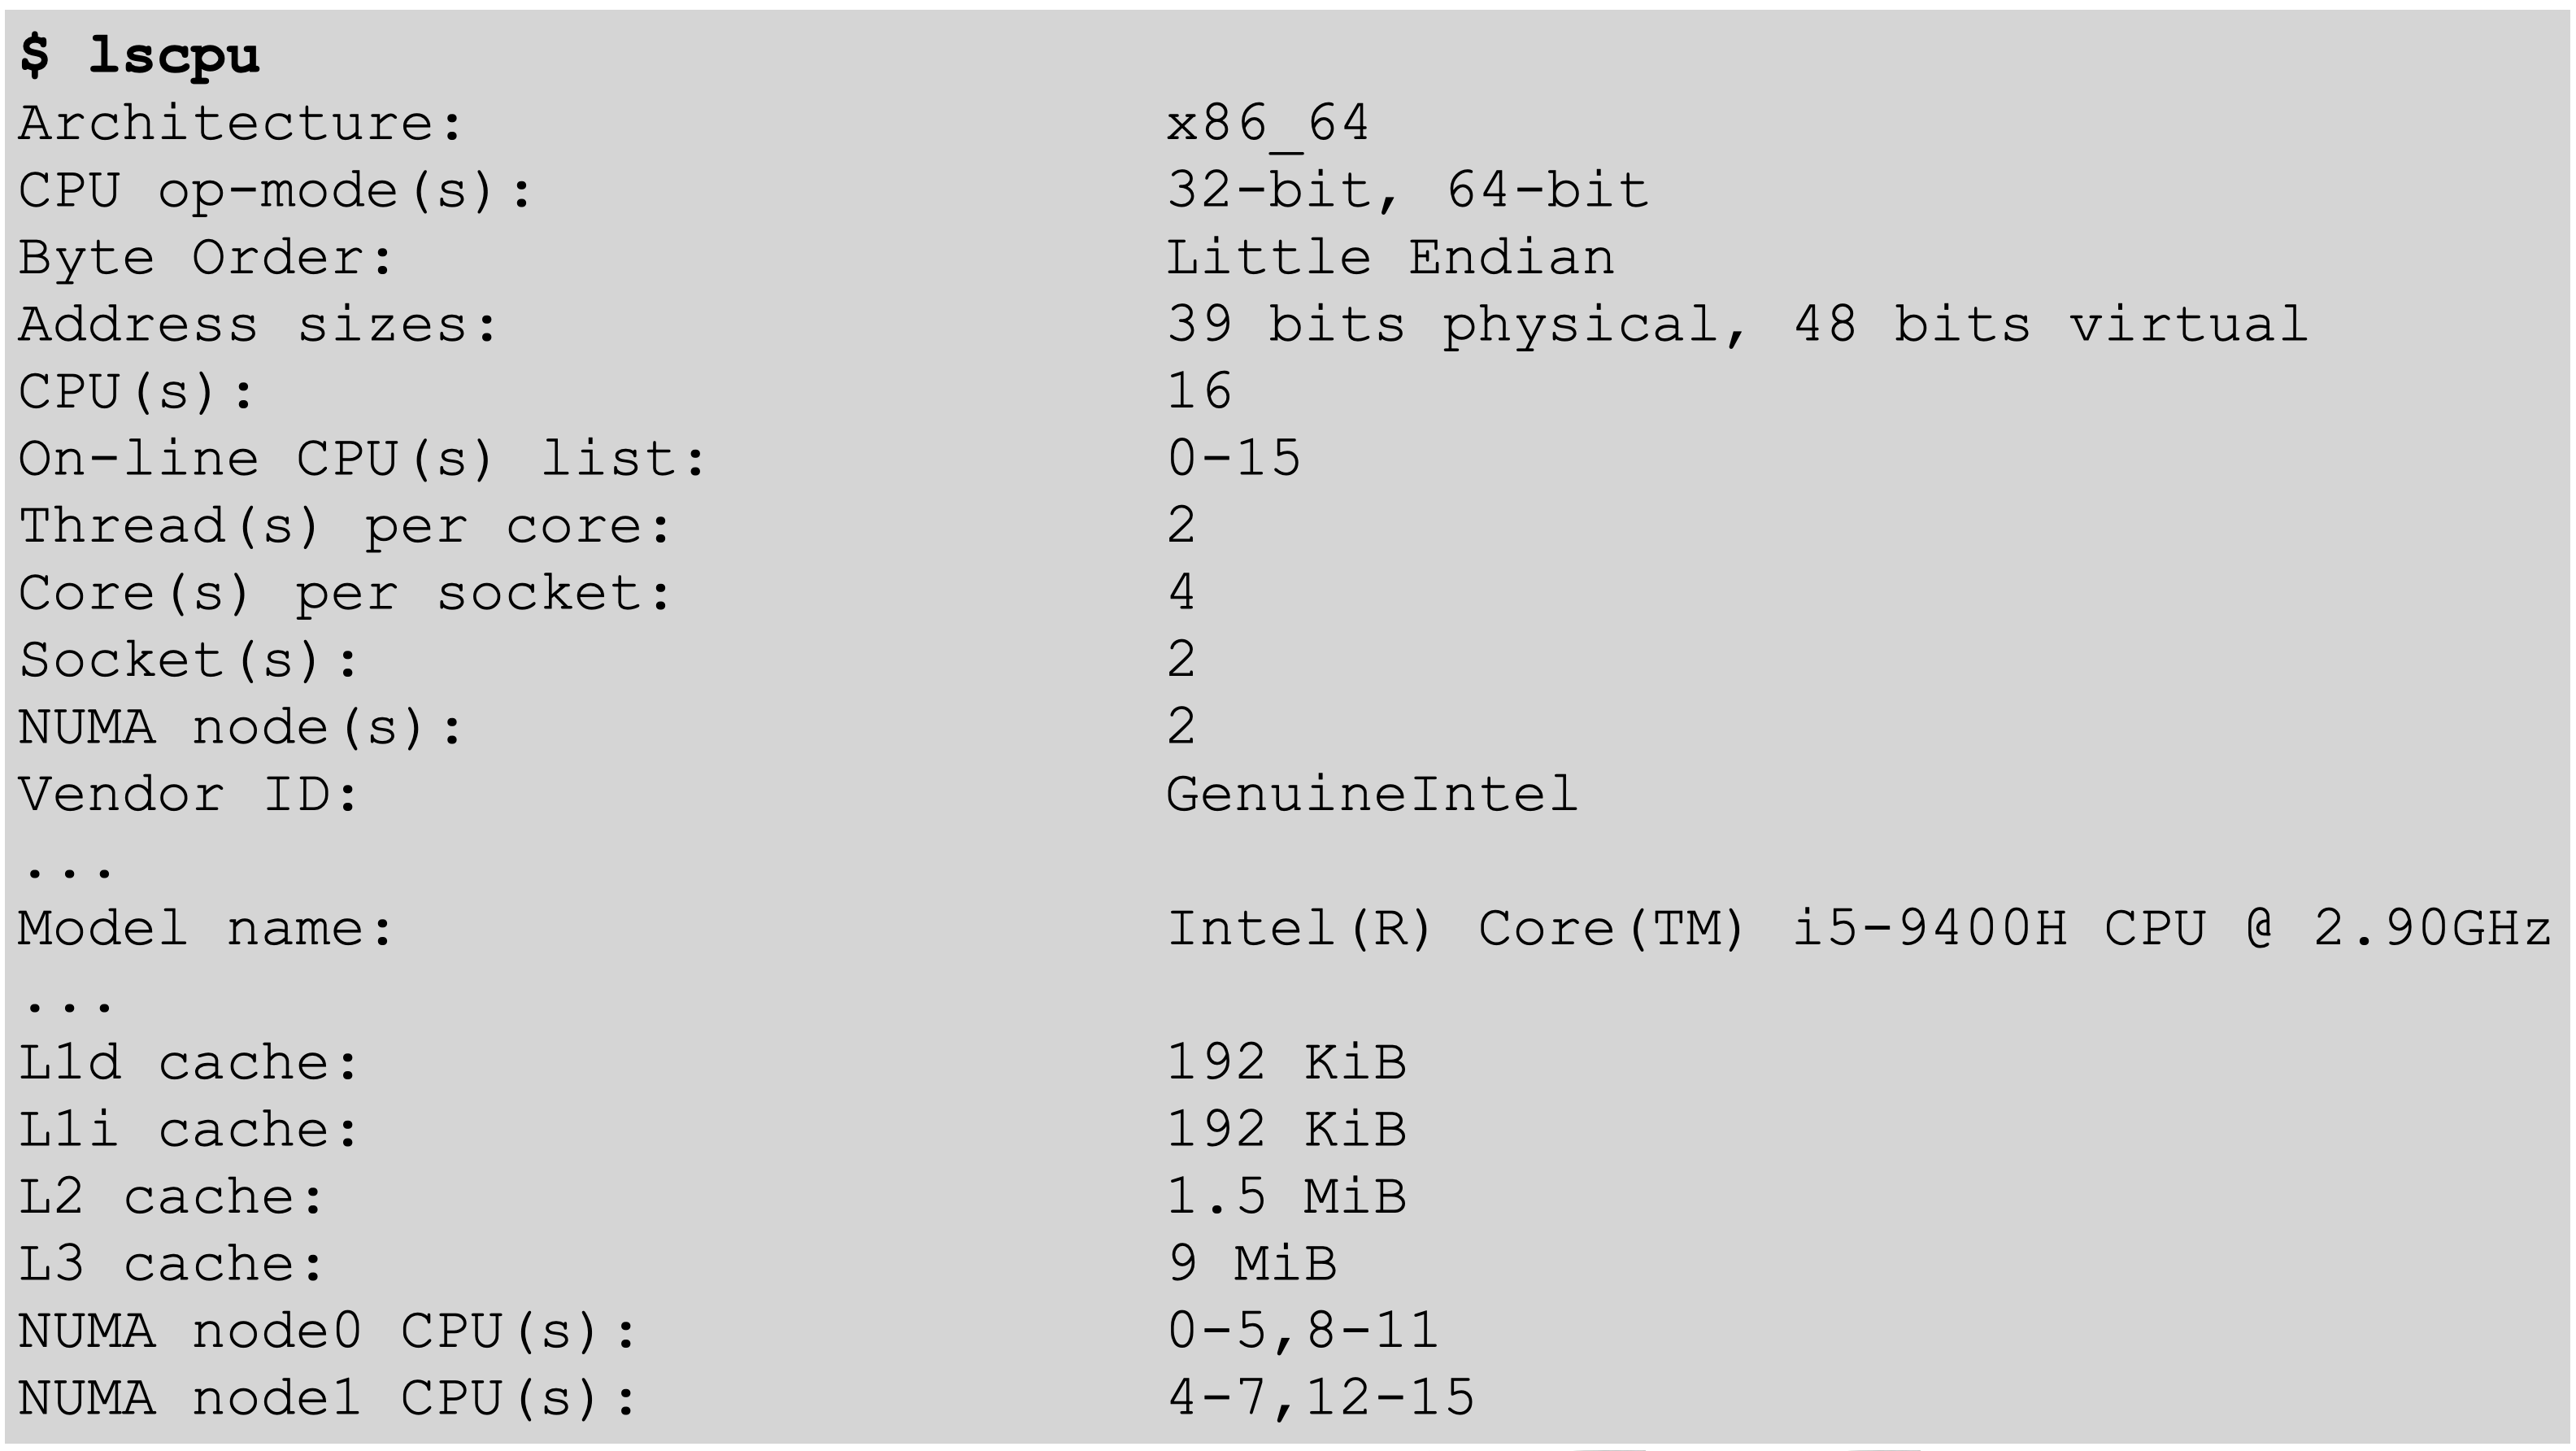 $ lscpu
Architecture: x86_64
CPU op-mode(s): 32-bit, 64-bit
Byte Order: Little Endian
Address sizes: 39 bits physical, 48 bits virtual
CPU(s): 16
On-line CPU(s) list: 0-15
Thread(s) per core: 2
Core(s) per socket: 4
Socket(s): 2
NUMA node(s): 2
Vendor ID: GenuineIntel
...
Model name: Intel(R) Core(TM) i5-9400H CPU @ 2.90GHz
...
L1d cache: 192 KiB
L1i cache: 192 KiB
L2 cache: 1.5 MiB
L3 cache: 9 MiB
NUMA node0 CPU(s): 0-5,8-11
NUMA node1 CPU(s): 4-7,12-15